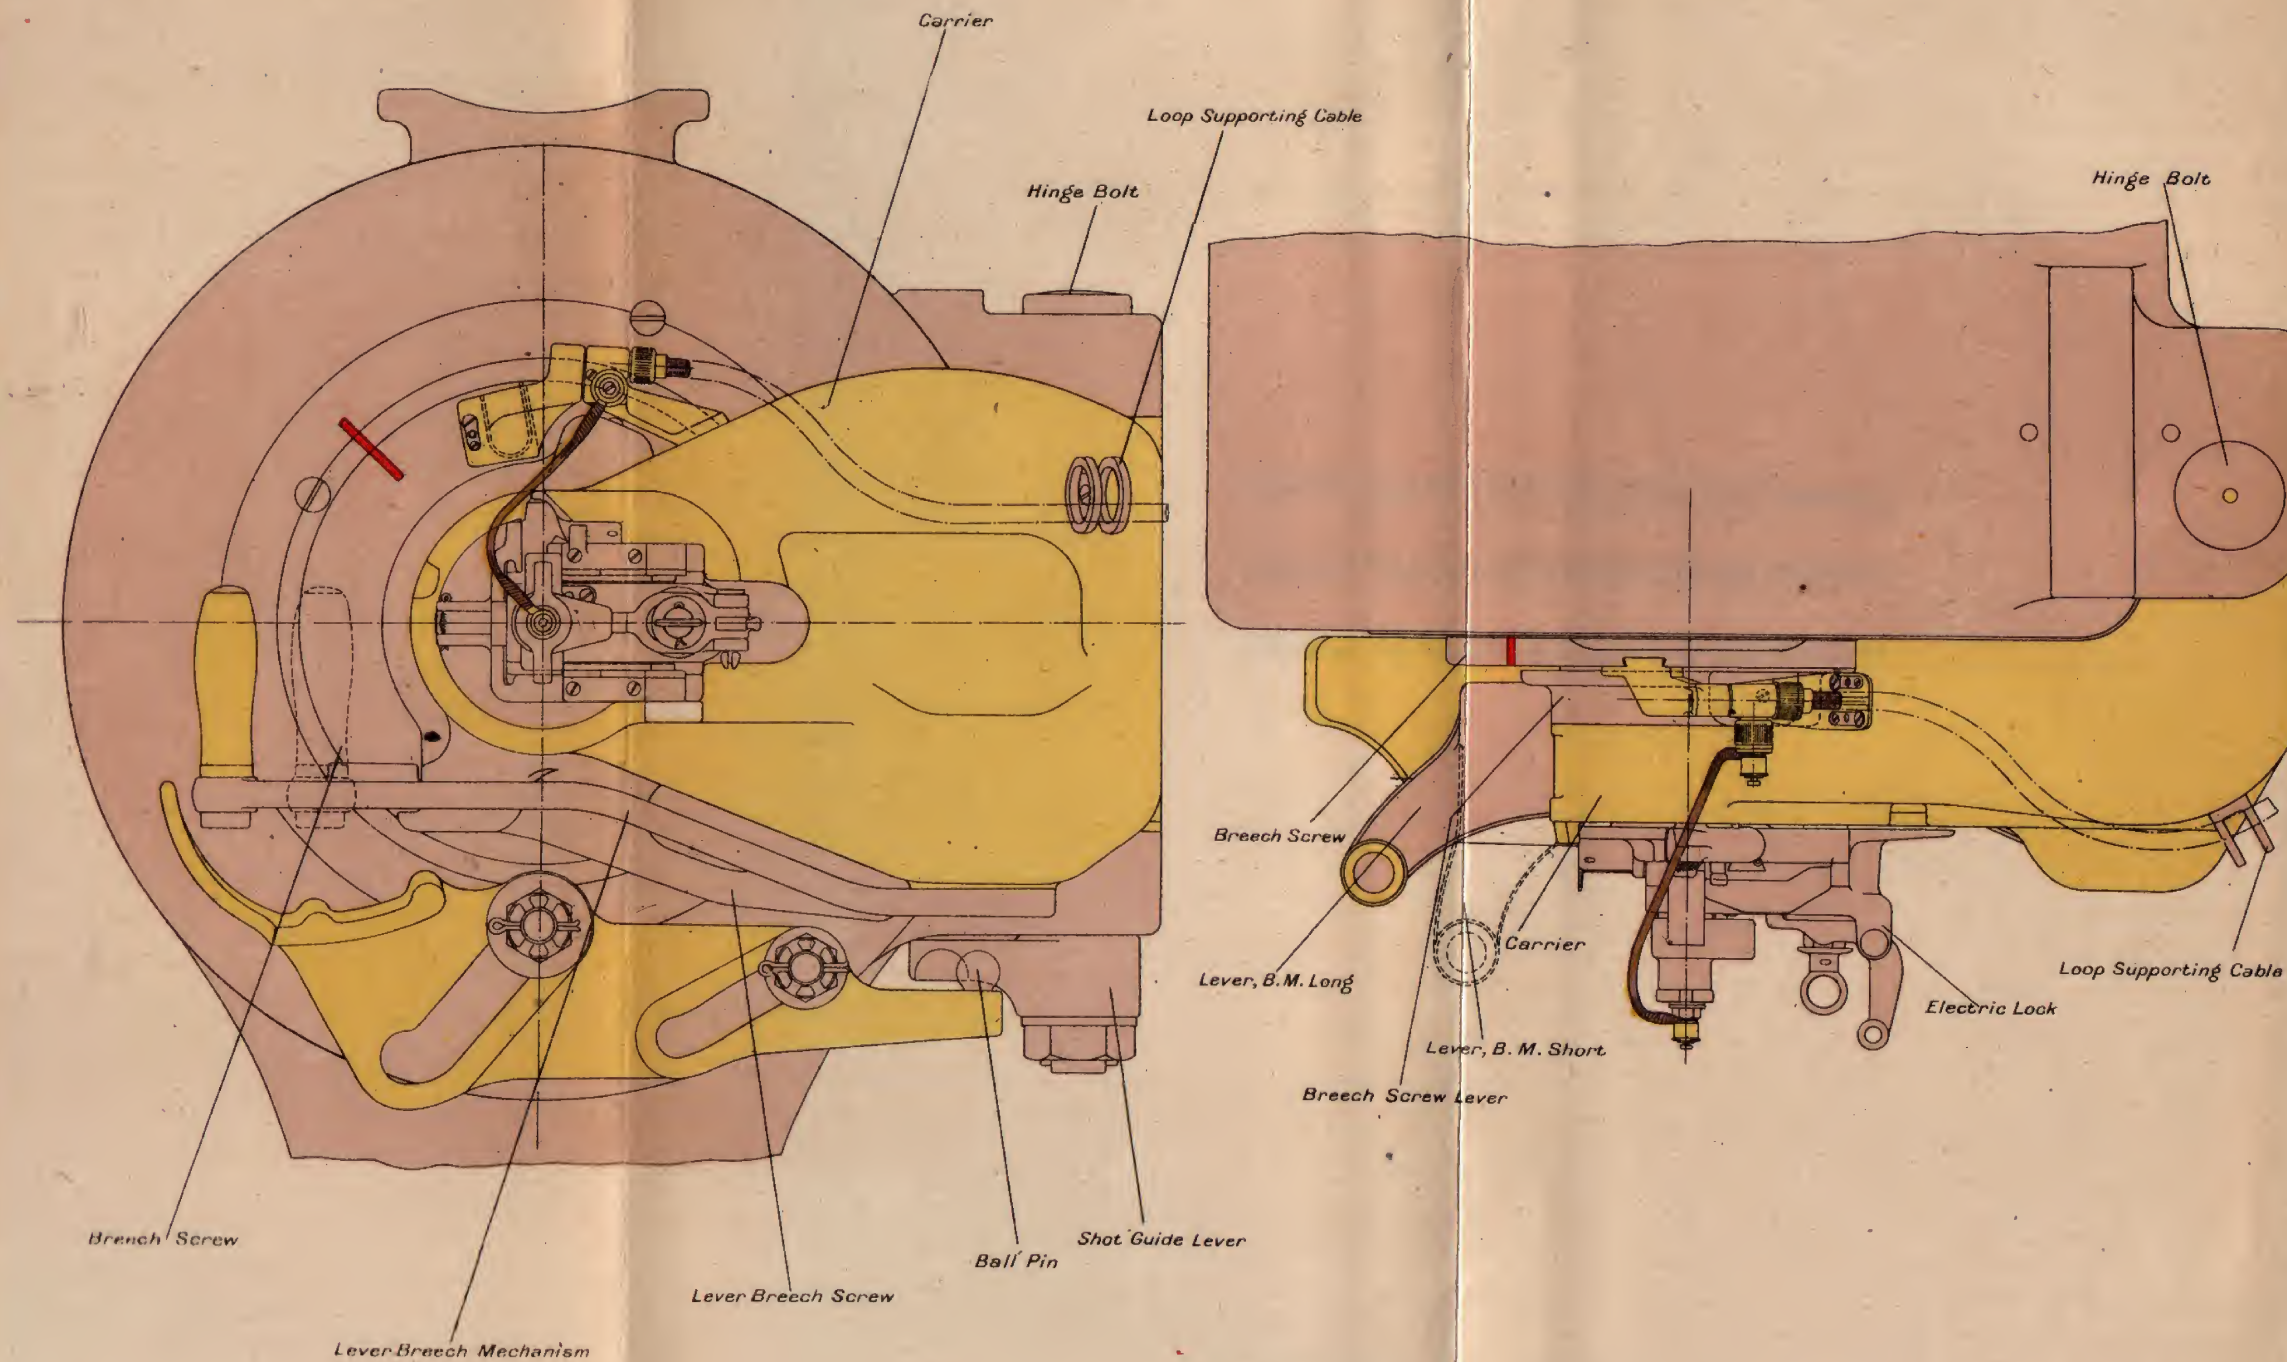 Carrier
Loop Supporting Cable
Hinge Bolt
Breech Screw
Lever Breech Mechanism
Lever Breech Screw
Ball Pin
Shot Guide Lever
Hinge Bolt
Breech Screw
Lever, B.M. Long
Carrier
Lever, B. M. Short
Breech Screw Lever
Electric Lock
Loop Supporting Cable